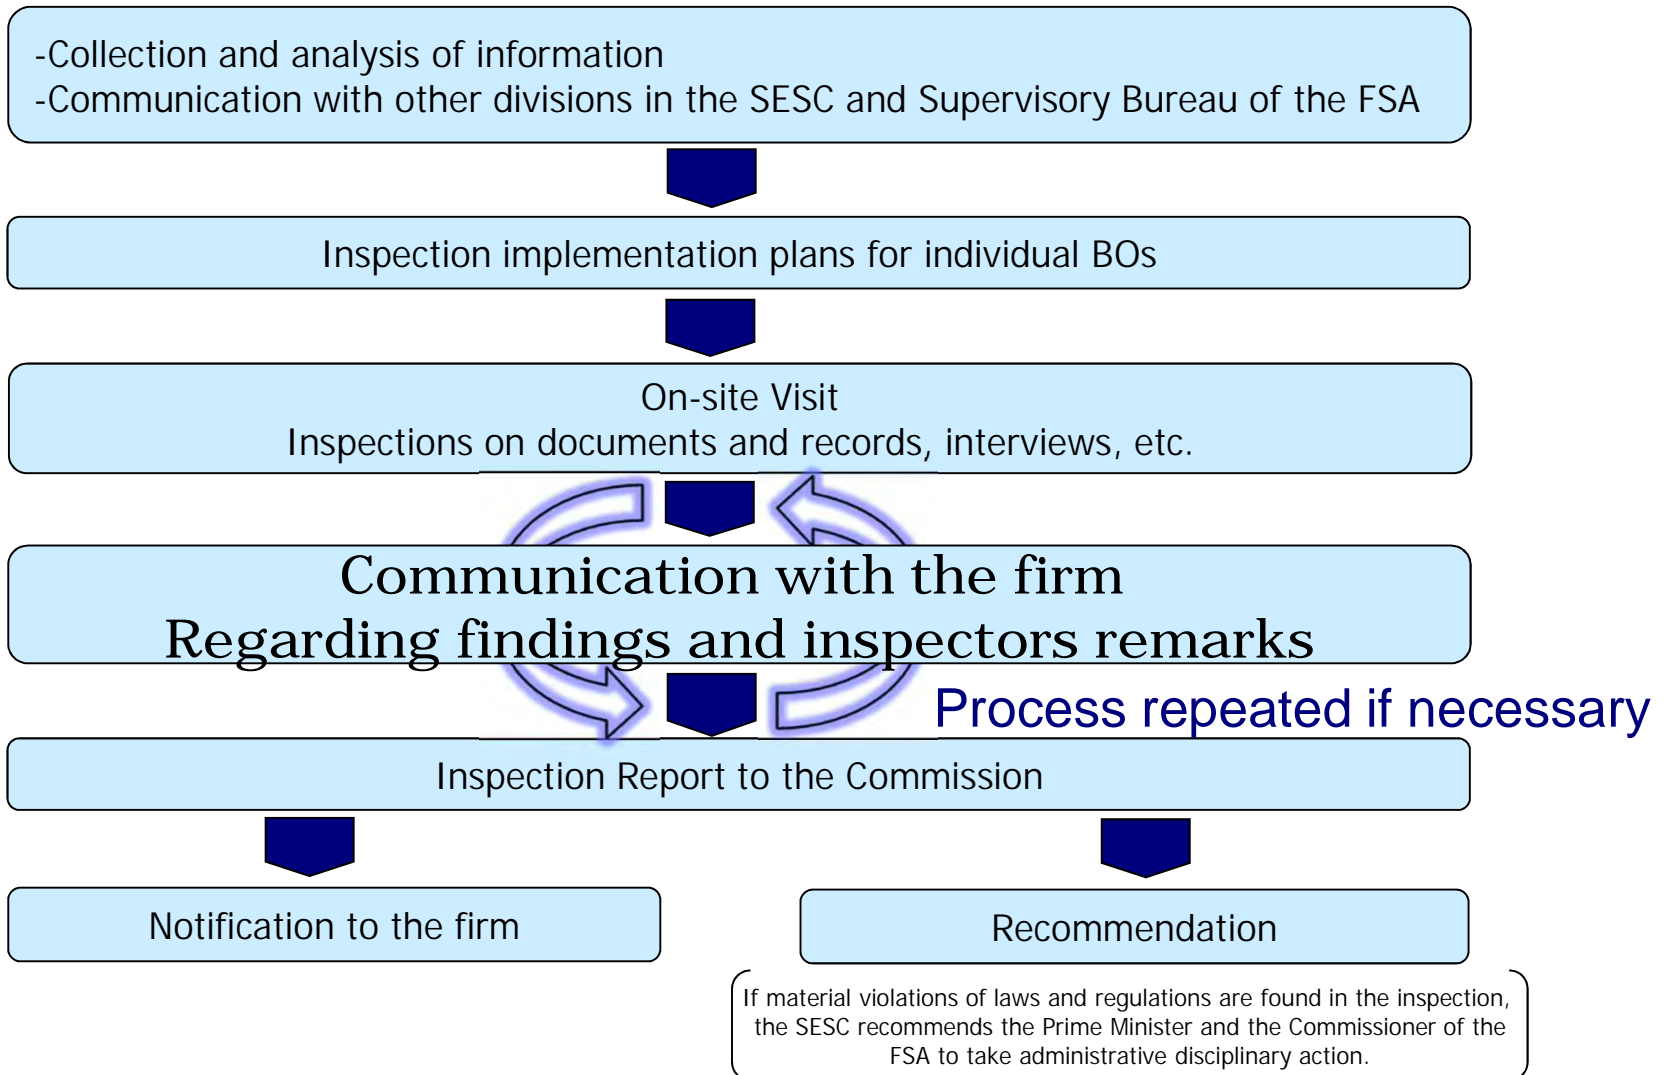 -Collection and analysis of information
-Communication with other divisions in the SESC and Supervisory Bureau of the FSA
Inspection implementation plans for individual BOs
On-site Visit
Inspections on documents and records, interviews, etc.
Communication with the firm
Regarding findings and inspectors remarks
Process repeated if necessary
Inspection Report to the Commission
Notification to the firm
Recommendation
If material violations of laws and regulations are found in the inspection,
the SESC recommends the Prime Minister and the Commissioner of the
FSA to take administrative disciplinary action.